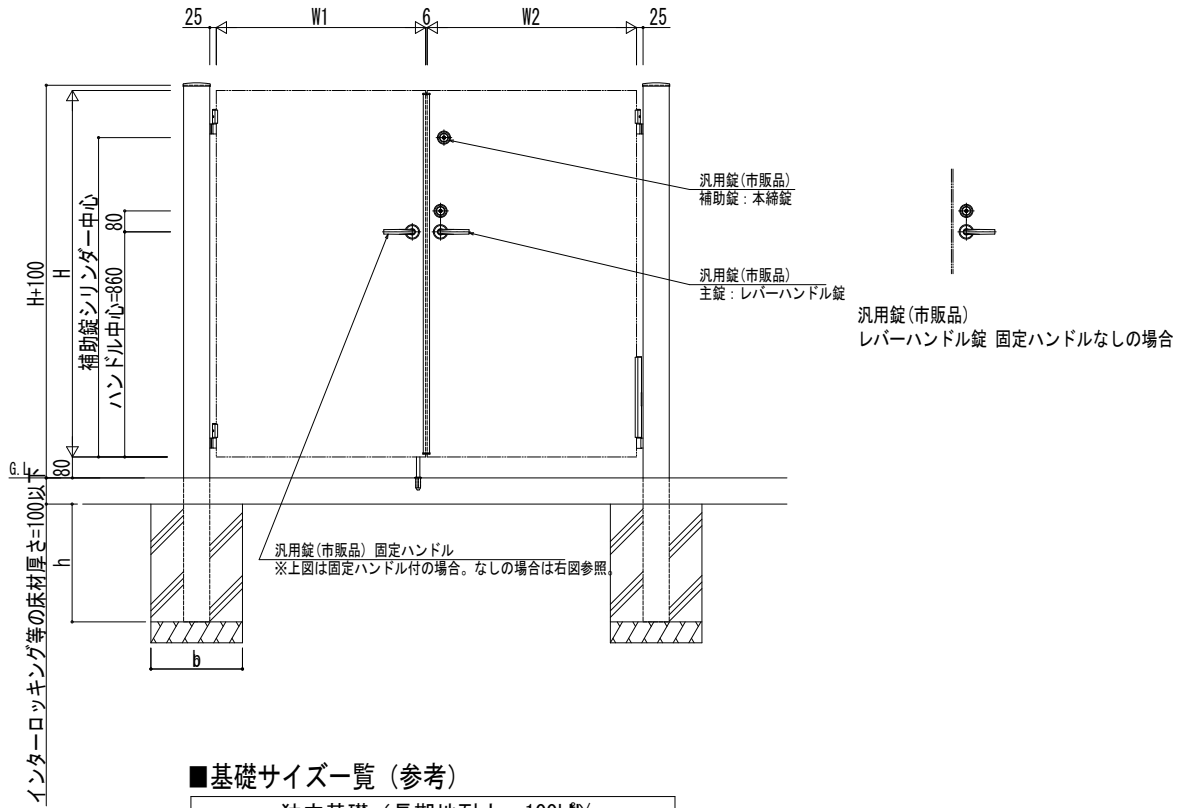 25 W1 6 W2 25
汎用錠(市販品)
補助錠：本締錠
汎用錠(市販品)
主錠：レバーハンドル錠
汎用錠(市販品)
レバーハンドル錠 固定ハンドルなしの場合
H+100
H
補助錠シリンダー中心
80
ハンドル中心=860
G.L
80
インターロッキング等の床材厚さ=100以下
h
汎用錠(市販品) 固定ハンドル
※上図は固定ハンドル付の場合。なしの場合は右図参照。
b
■基礎サイズ一覧（参考）